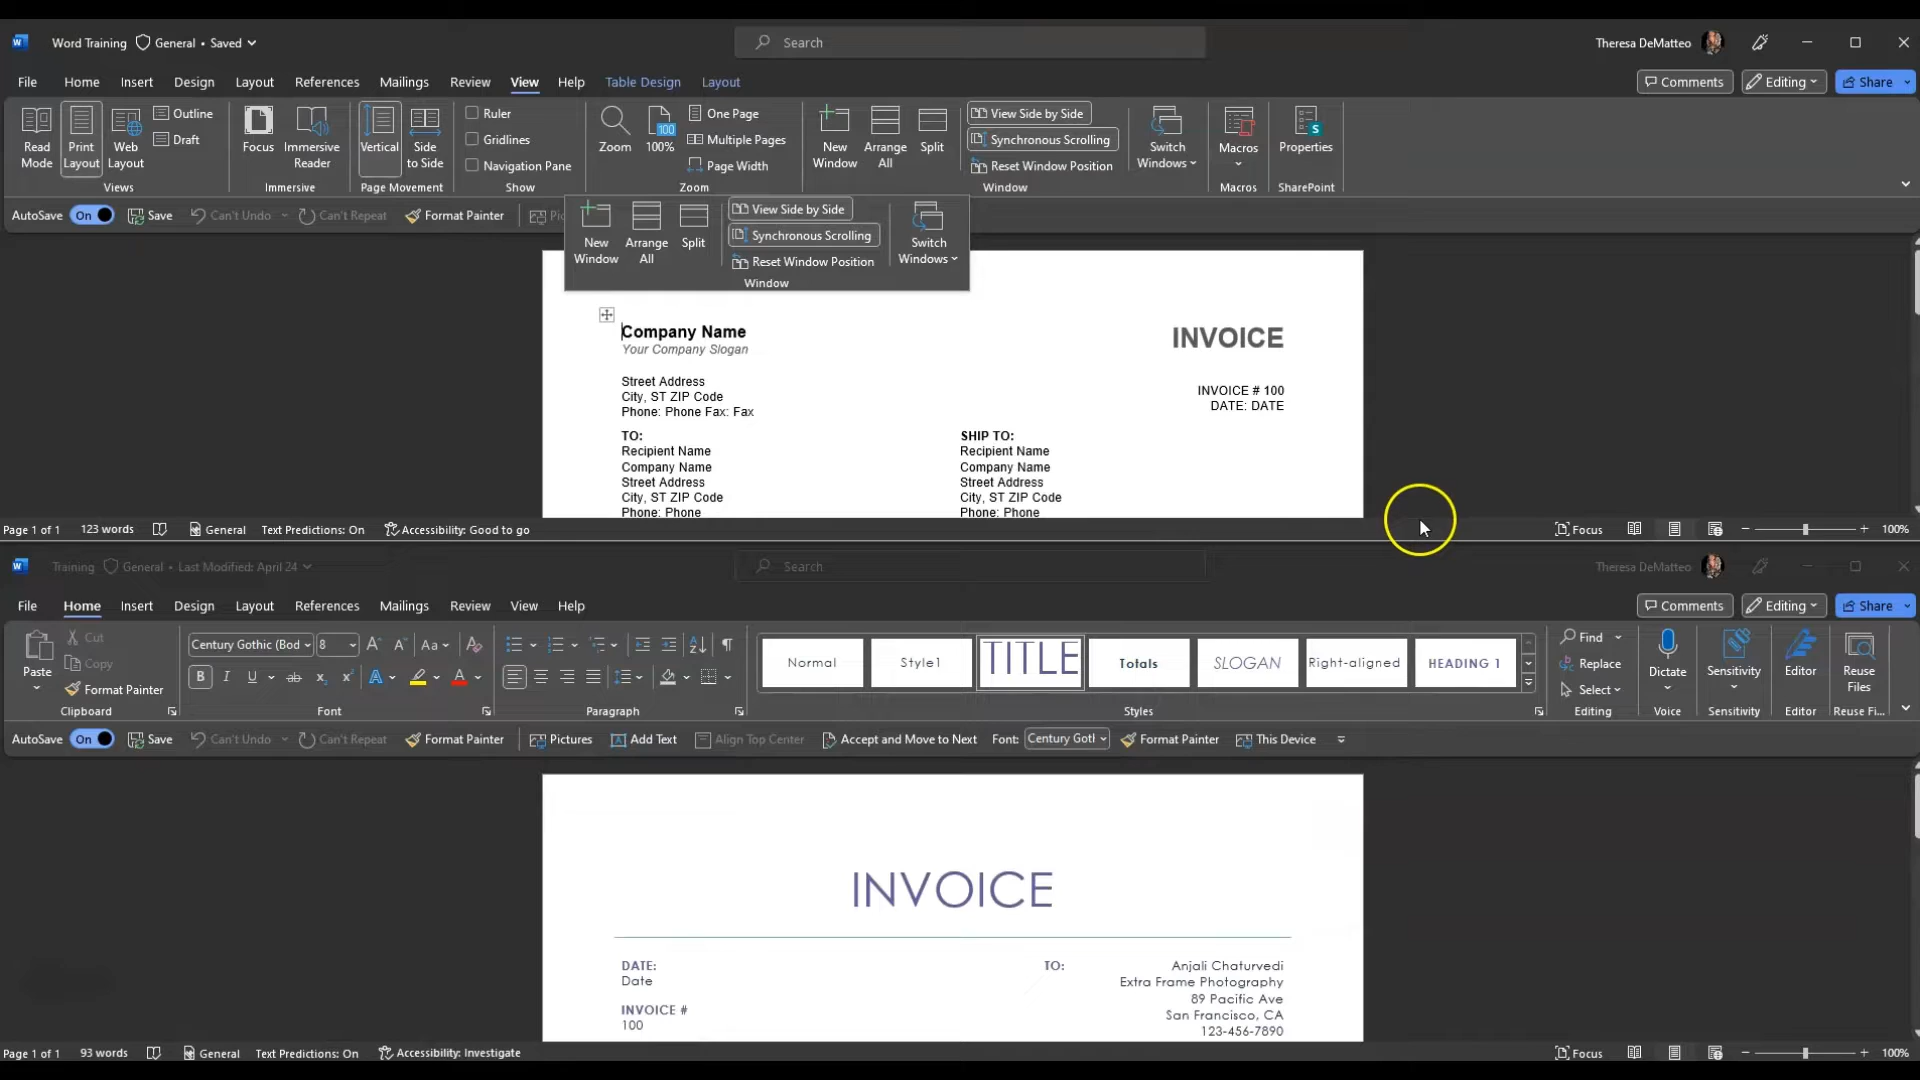 Word Training General • Saved
Search
Theresa DeMatteo
File Home Insert Design Layout References Mailings Review View Help Table Design Layout
Comments Editing Share
Read Mode
Print Layout
Web Layout
Outline
Draft
Views
Focus
Immersive Reader
Immersive
Vertical
Side to Side
Page Movement
Ruler
Gridlines
Navigation Pane
Show
Zoom
100
100%
One Page
Multiple Pages
Page Width
Zoom
New Window
Arrange All
Split
View Side by Side
Synchronous Scrolling
Reset Window Position
Window
Switch Windows
Macros
Macros
Properties
SharePoint
AutoSave On Save Can't Undo Can't Repeat Format Painter
New Window
Arrange All
Split
View Side by Side
Synchronous Scrolling
Reset Window Position
Switch Windows
Window
Company Name
Your Company Slogan
INVOICE
Street Address
City, ST ZIP Code
Phone: Phone Fax: Fax
INVOICE # 100
DATE: DATE
TO:
Recipient Name
Company Name
Street Address
City, ST ZIP Code
Phone: Phone
SHIP TO:
Recipient Name
Company Name
Street Address
City, ST ZIP Code
Phone: Phone
Page 1 of 1 123 words General Text Predictions: On Accessibility: Good to go Focus 100%
Training General • Last Modified: April 24
Search
Theresa DeMatteo
File Home Insert Design Layout References Mailings Review View Help
Comments Editing Share
Paste
Cut
Copy
Format Painter
Clipboard
Century Gothic (Bod 8
Font
Paragraph
Normal Style1 TITLE Totals SLOGAN Right-aligned HEADING 1
Styles
Find
Replace
Select
Editing
Dictate
Voice
Sensitivity
Sensitivity
Editor
Editor
Reuse Files
Reuse Fi...
AutoSave On Save Can't Undo Can't Repeat Format Painter Pictures Add Text Align Top Center Accept and Move to Next Font: Century Gotl Format Painter This Device
INVOICE
DATE:
Date
INVOICE #
100
TO:
Anjali Chaturvedi
Extra Frame Photography
89 Pacific Ave
San Francisco, CA
123-456-7890
Page 1 of 1 93 words General Text Predictions: On Accessibility: Investigate Focus 100%